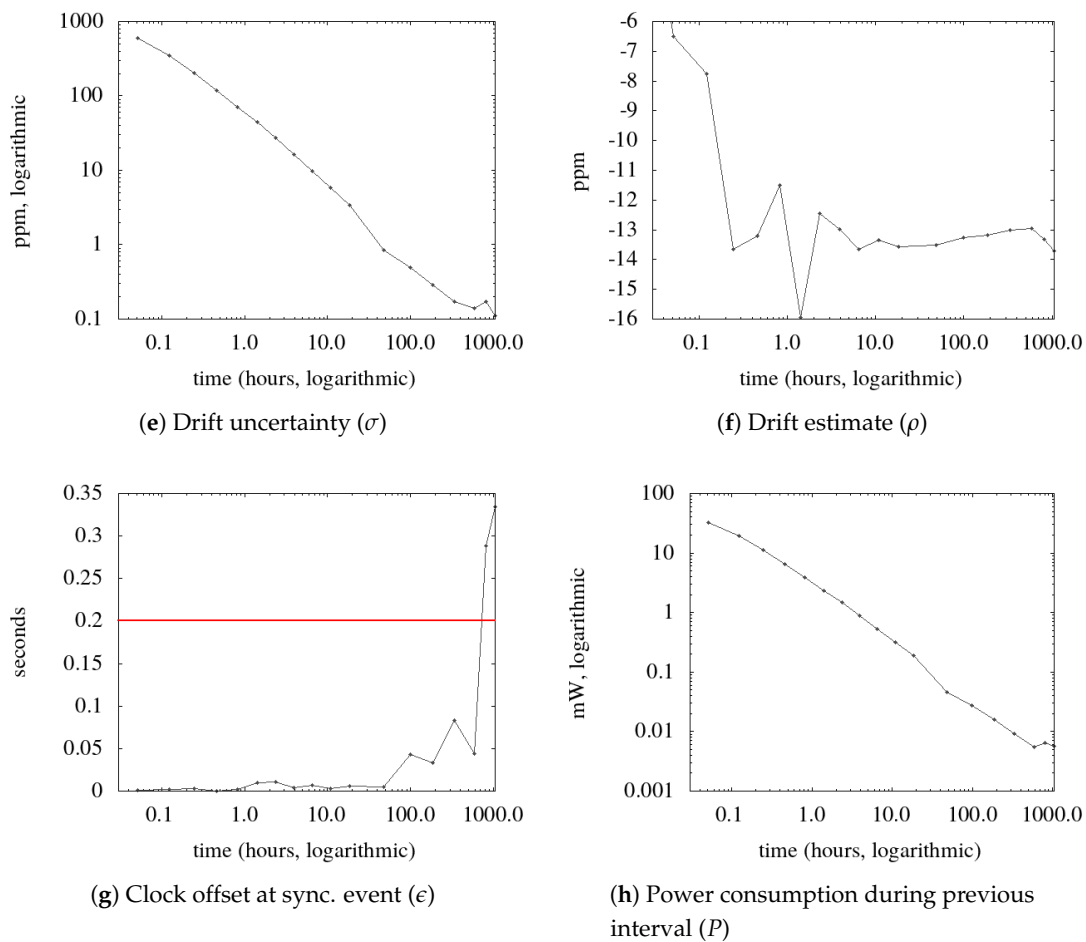 1000
100
10
1
0.1
ppm, logarithmic
0.1 1.0 10.0 100.0 1000.0
time (hours, logarithmic)
(e) Drift uncertainty (σ)
-6
-7
-8
-9
-10
-11
-12
-13
-14
-15
-16
ppm
0.1 1.0 10.0 100.0 1000.0
time (hours, logarithmic)
(f) Drift estimate (ρ)
0.35
0.3
0.25
0.2
0.15
0.1
0.05
0
seconds
0.1 1.0 10.0 100.0 1000.0
time (hours, logarithmic)
(g) Clock offset at sync. event (ϵ)
100
10
1
0.1
0.01
0.001
mW, logarithmic
0.1 1.0 10.0 100.0 1000.0
time (hours, logarithmic)
(h) Power consumption during previous
interval (P)